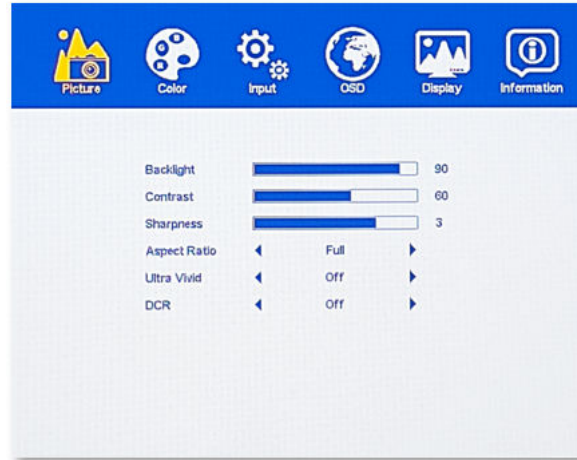 Picture Color Input OSD Display Information
Backlight 90
Contrast 60
Sharpness 3
Aspect Ratio Full
Ultra Vivid Off
DCR Off